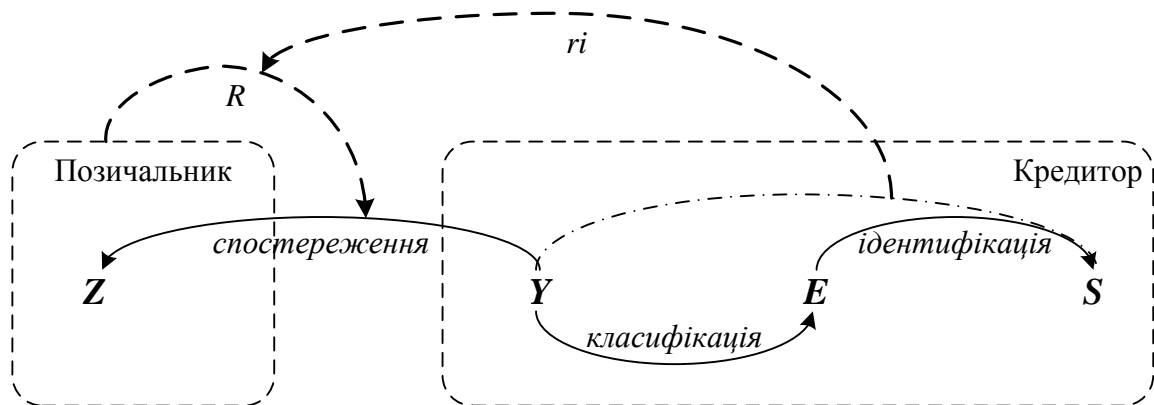 ri
R
Позичальник
Кредитор
спостереження
ідентифікація
Z
Y
E
S
класифікація